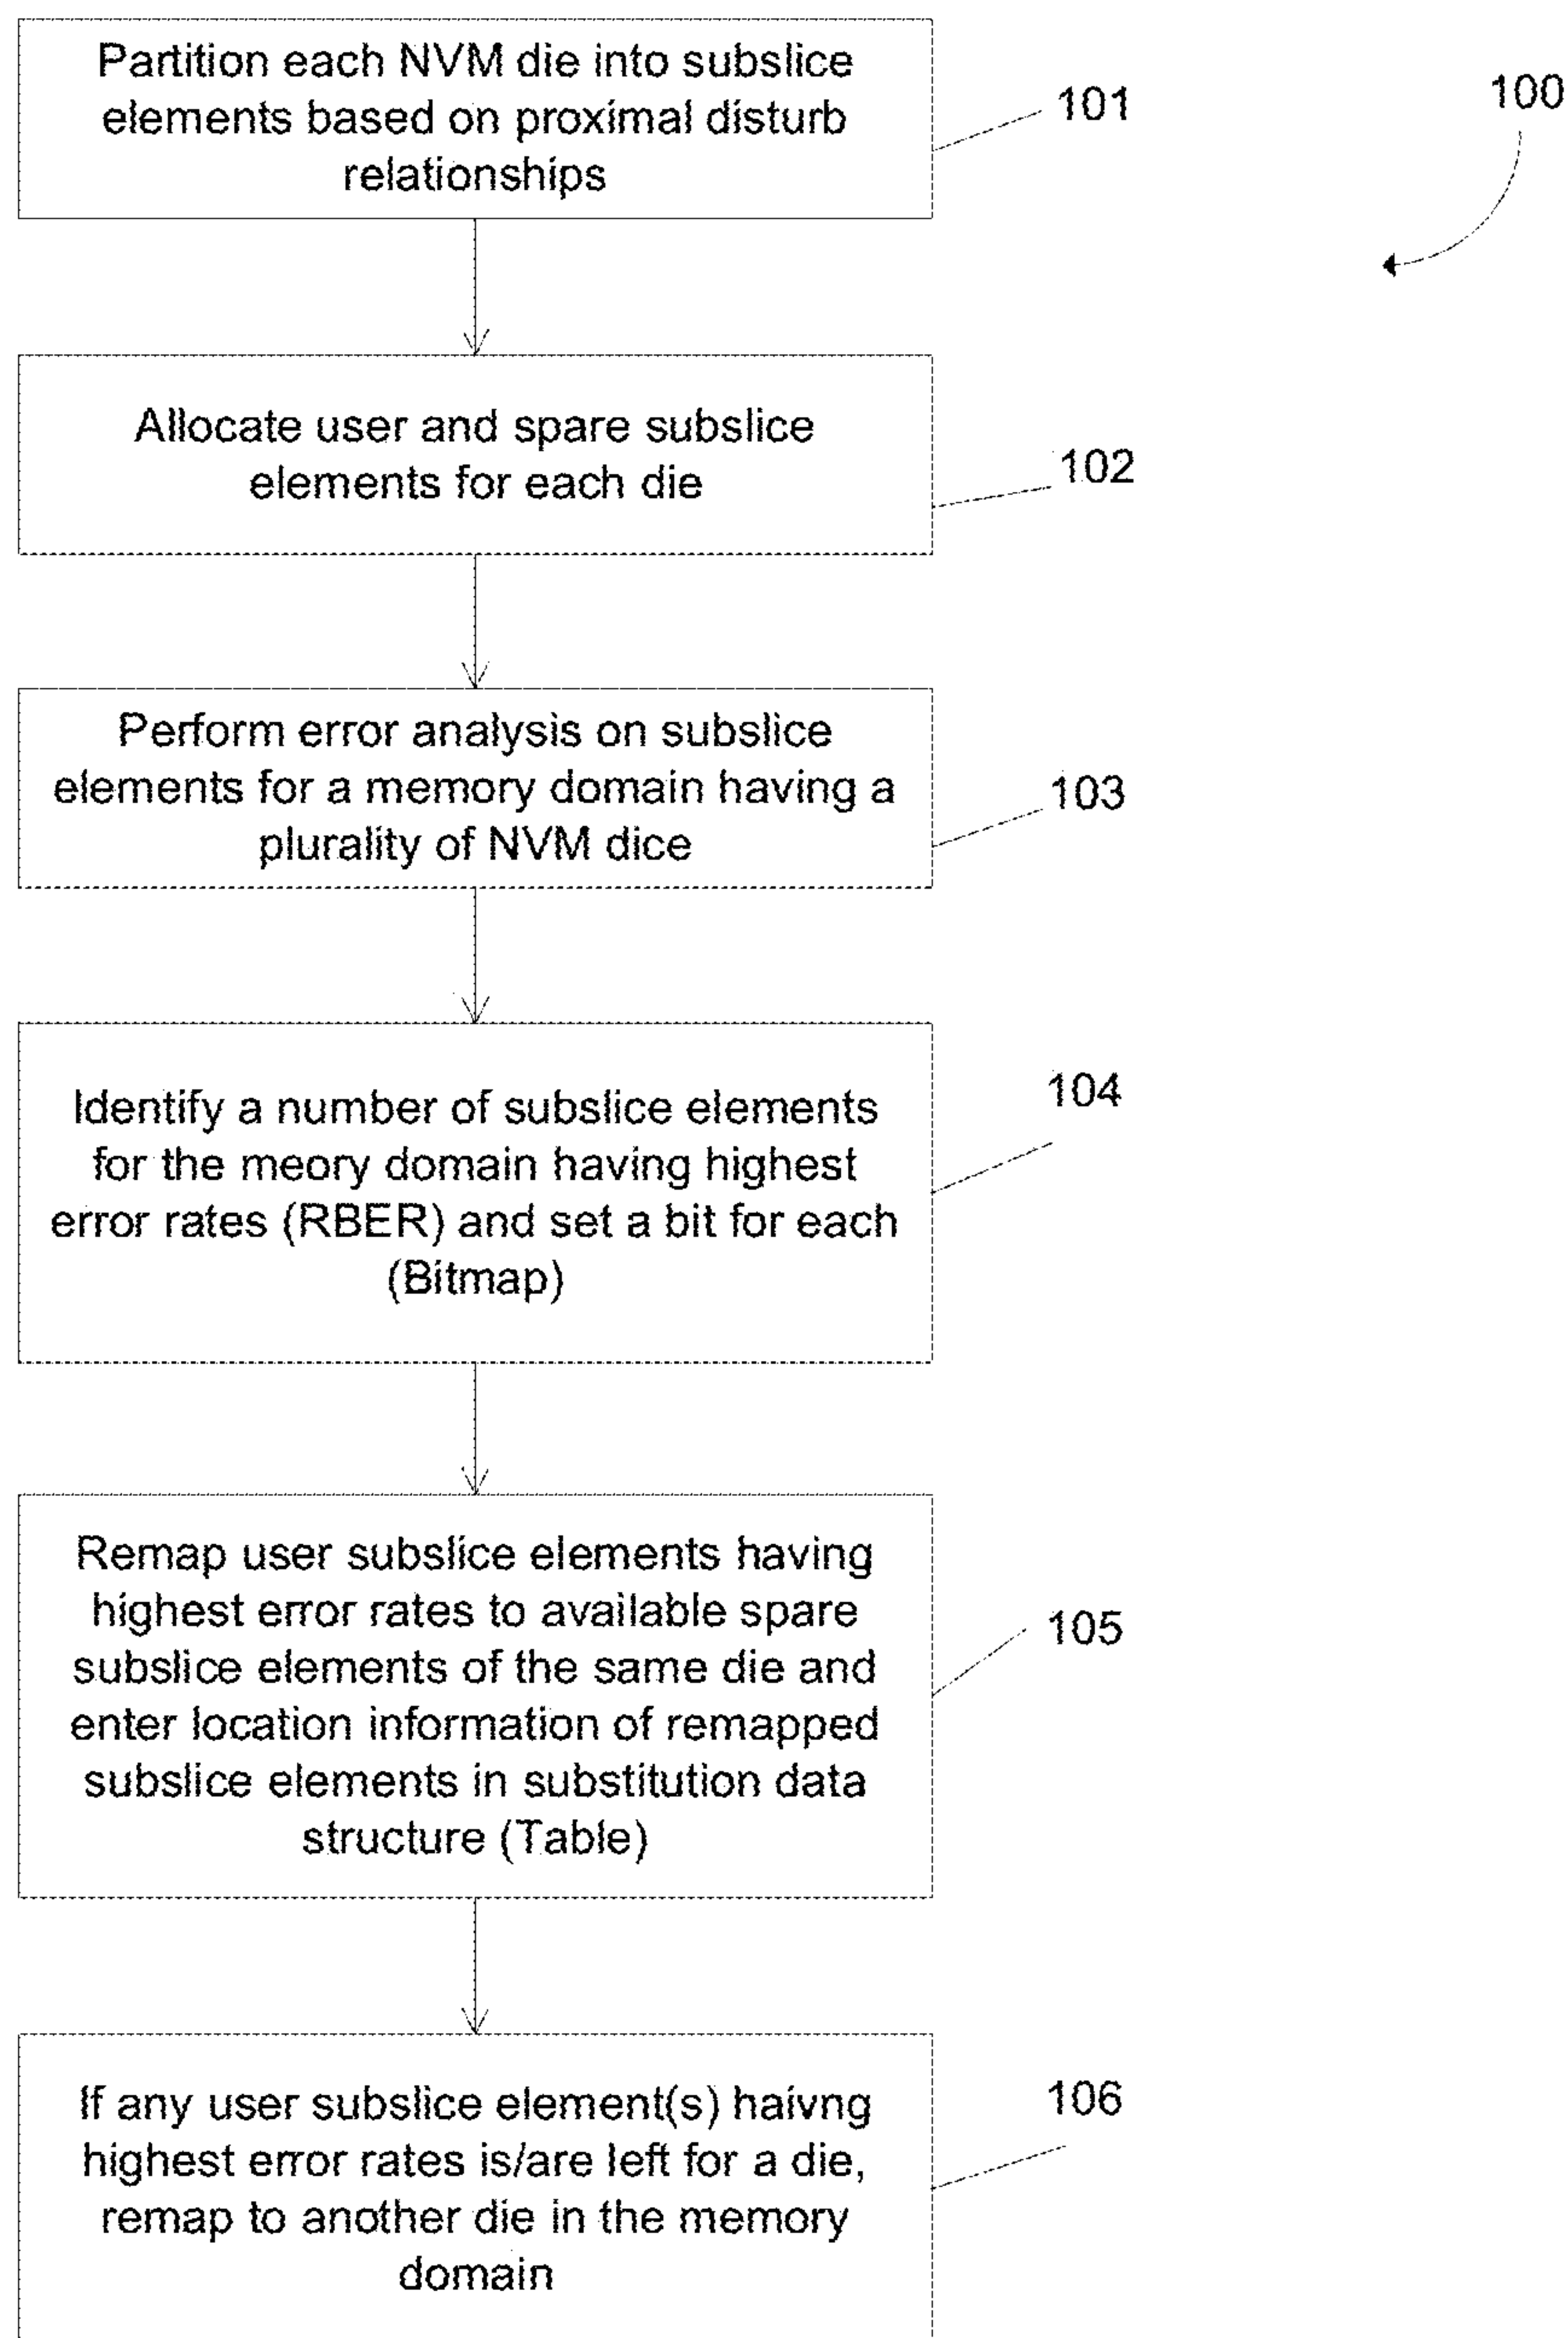 Partition each NVM die into subslice
elements based on proximal disturb
relationships
101
100
Allocate user and spare subslice
elements for each die
102
Perform error analysis on subslice
elements for a memory domain having a
plurality of NVM dice
103
Identify a number of subslice elements
for the meory domain having highest
error rates (RBER) and set a bit for each
(Bitmap)
104
Remap user subslice elements having
highest error rates to available spare
subslice elements of the same die and
enter location information of remapped
subslice elements in substitution data
structure (Table)
105
If any user subslice element(s) haivng
highest error rates is/are left for a die,
remap to another die in the memory
domain
106